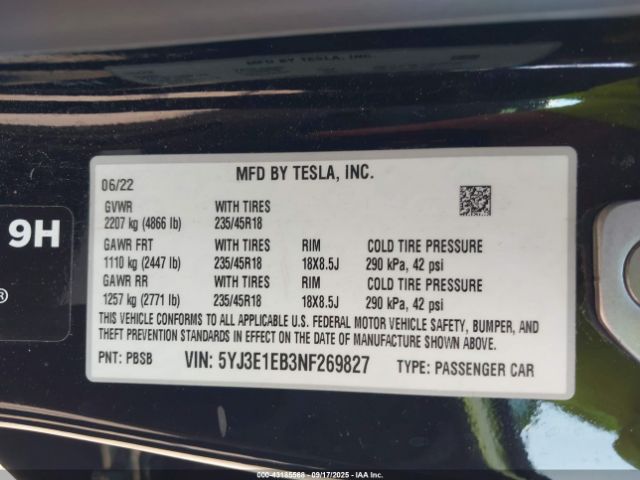 MFD BY TESLA, INC.
06/22
GVWR WITH TIRES
2207 kg (4866 lb) 235/45R18
GAWR FRT WITH TIRES RIM COLD TIRE PRESSURE
1110 kg (2447 lb) 235/45R18 18X8.5J 290 kPa, 42 psi
GAWR RR WITH TIRES RIM COLD TIRE PRESSURE
1257 kg (2771 lb) 235/45R18 18X8.5J 290 kPa, 42 psi
THIS VEHICLE CONFORMS TO ALL APPLICABLE U.S. FEDERAL MOTOR VEHICLE SAFETY, BUMPER, AND
THEFT PREVENTION STANDARDS IN EFFECT ON THE DATE OF MANUFACTURE SHOWN ABOVE.
PNT: PBSB VIN: 5YJ3E1EB3NF269827 TYPE: PASSENGER CAR
9H
®
000-43185568 - 09/17/2025 - IAAI.com